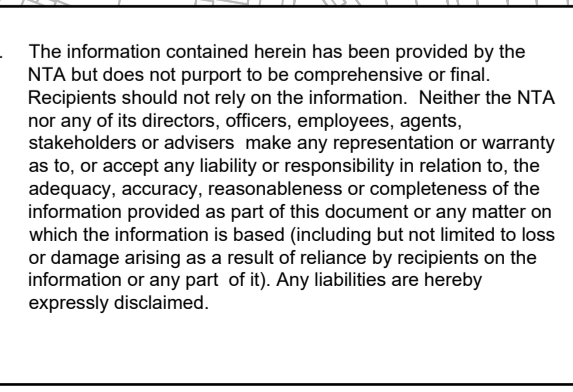 . The information contained herein has been provided by the
NTA but does not purport to be comprehensive or final.
Recipients should not rely on the information.  Neither the NTA
nor any of its directors, officers, employees, agents,
stakeholders or advisers  make any representation or warranty
as to, or accept any liability or responsibility in relation to, the
adequacy, accuracy, reasonableness or completeness of the
information provided as part of this document or any matter on
which the information is based (including but not limited to loss
or damage arising as a result of reliance by recipients on the
information or any part  of it). Any liabilities are hereby
expressly disclaimed.